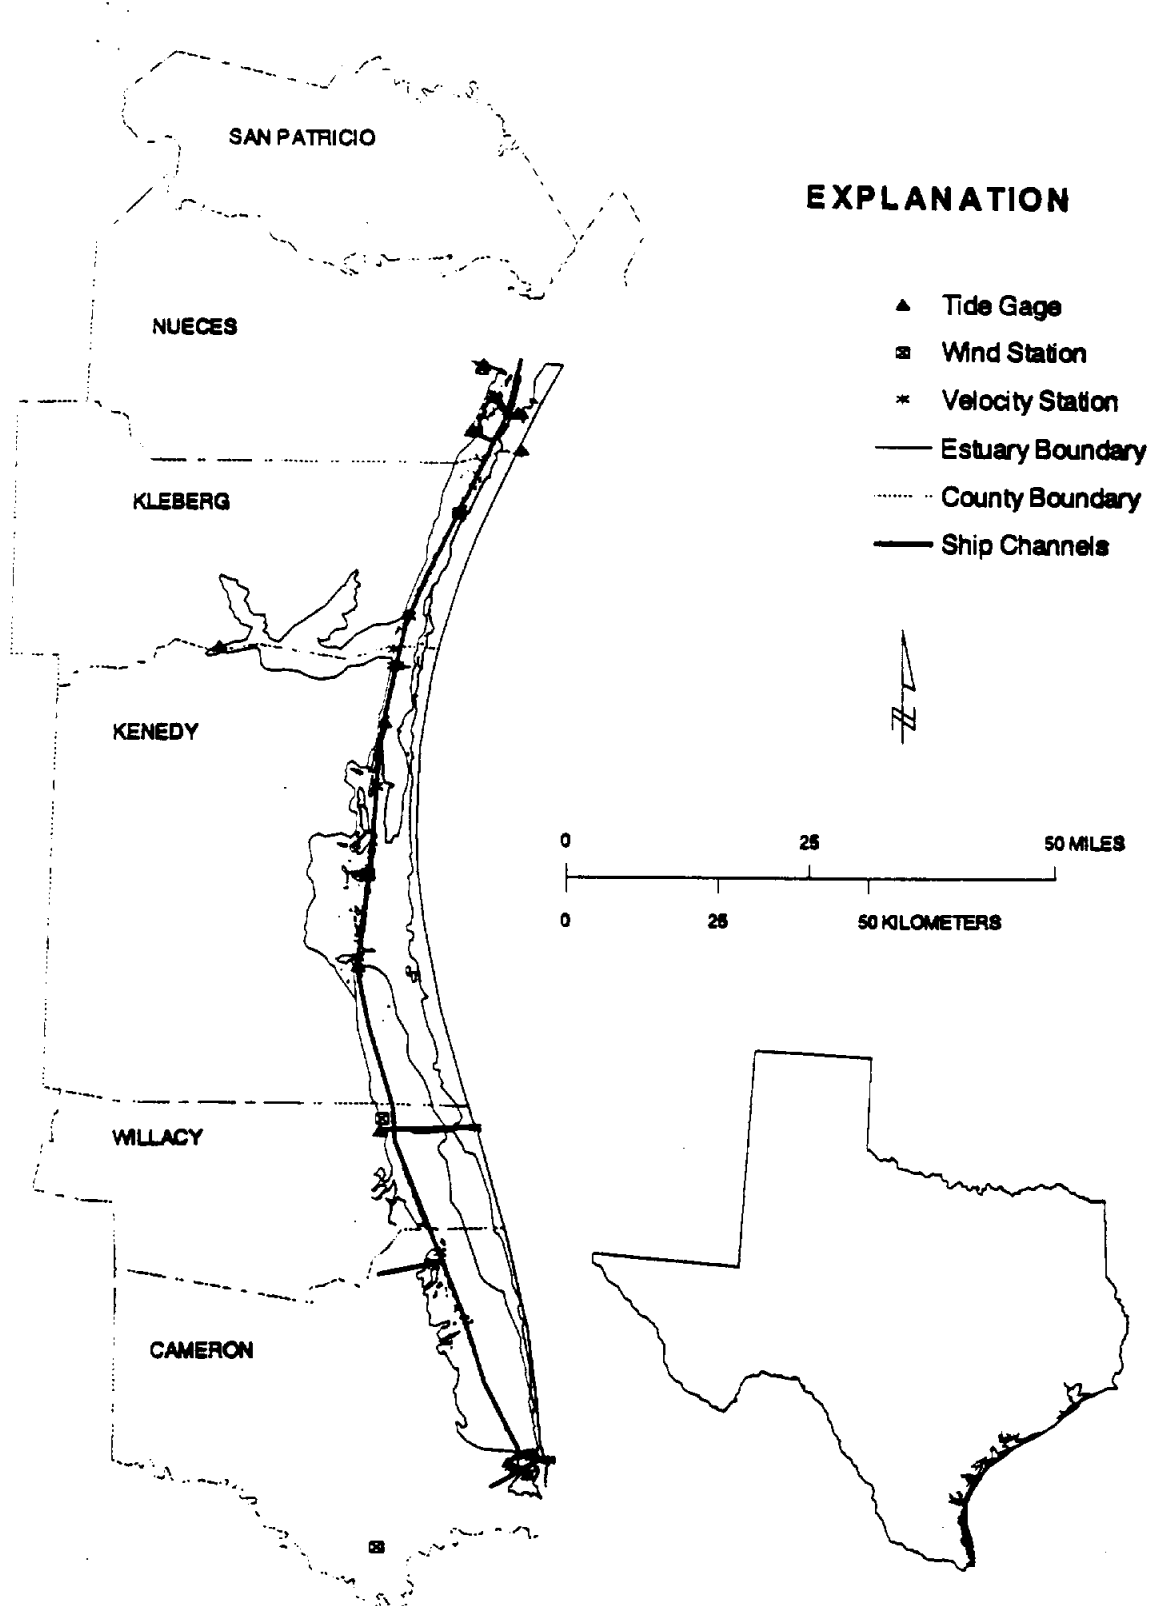 SAN PATRICIO
EXPLANATION
NUECES
Tide Gage
Wind Station
Velocity Station
Estuary Boundary
County Boundary
Ship Channels
KLEBERG
KENEDY
N
0 25 50 MILES
0 25 50 KILOMETERS
WILLACY
CAMERON